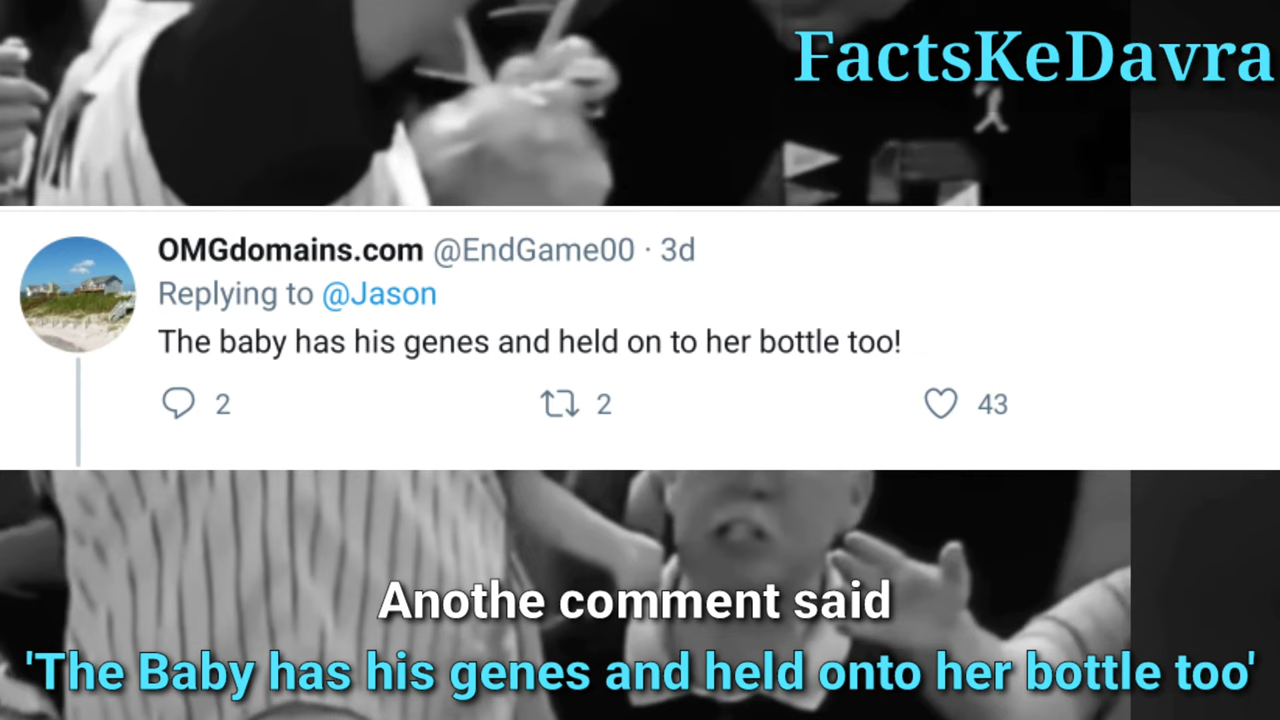 FactsKeDavra
OMGdomains.com @EndGame00 · 3d
Replying to @Jason
The baby has his genes and held on to her bottle too!
2 2 43
Anothe comment said
'The Baby has his genes and held onto her bottle too'